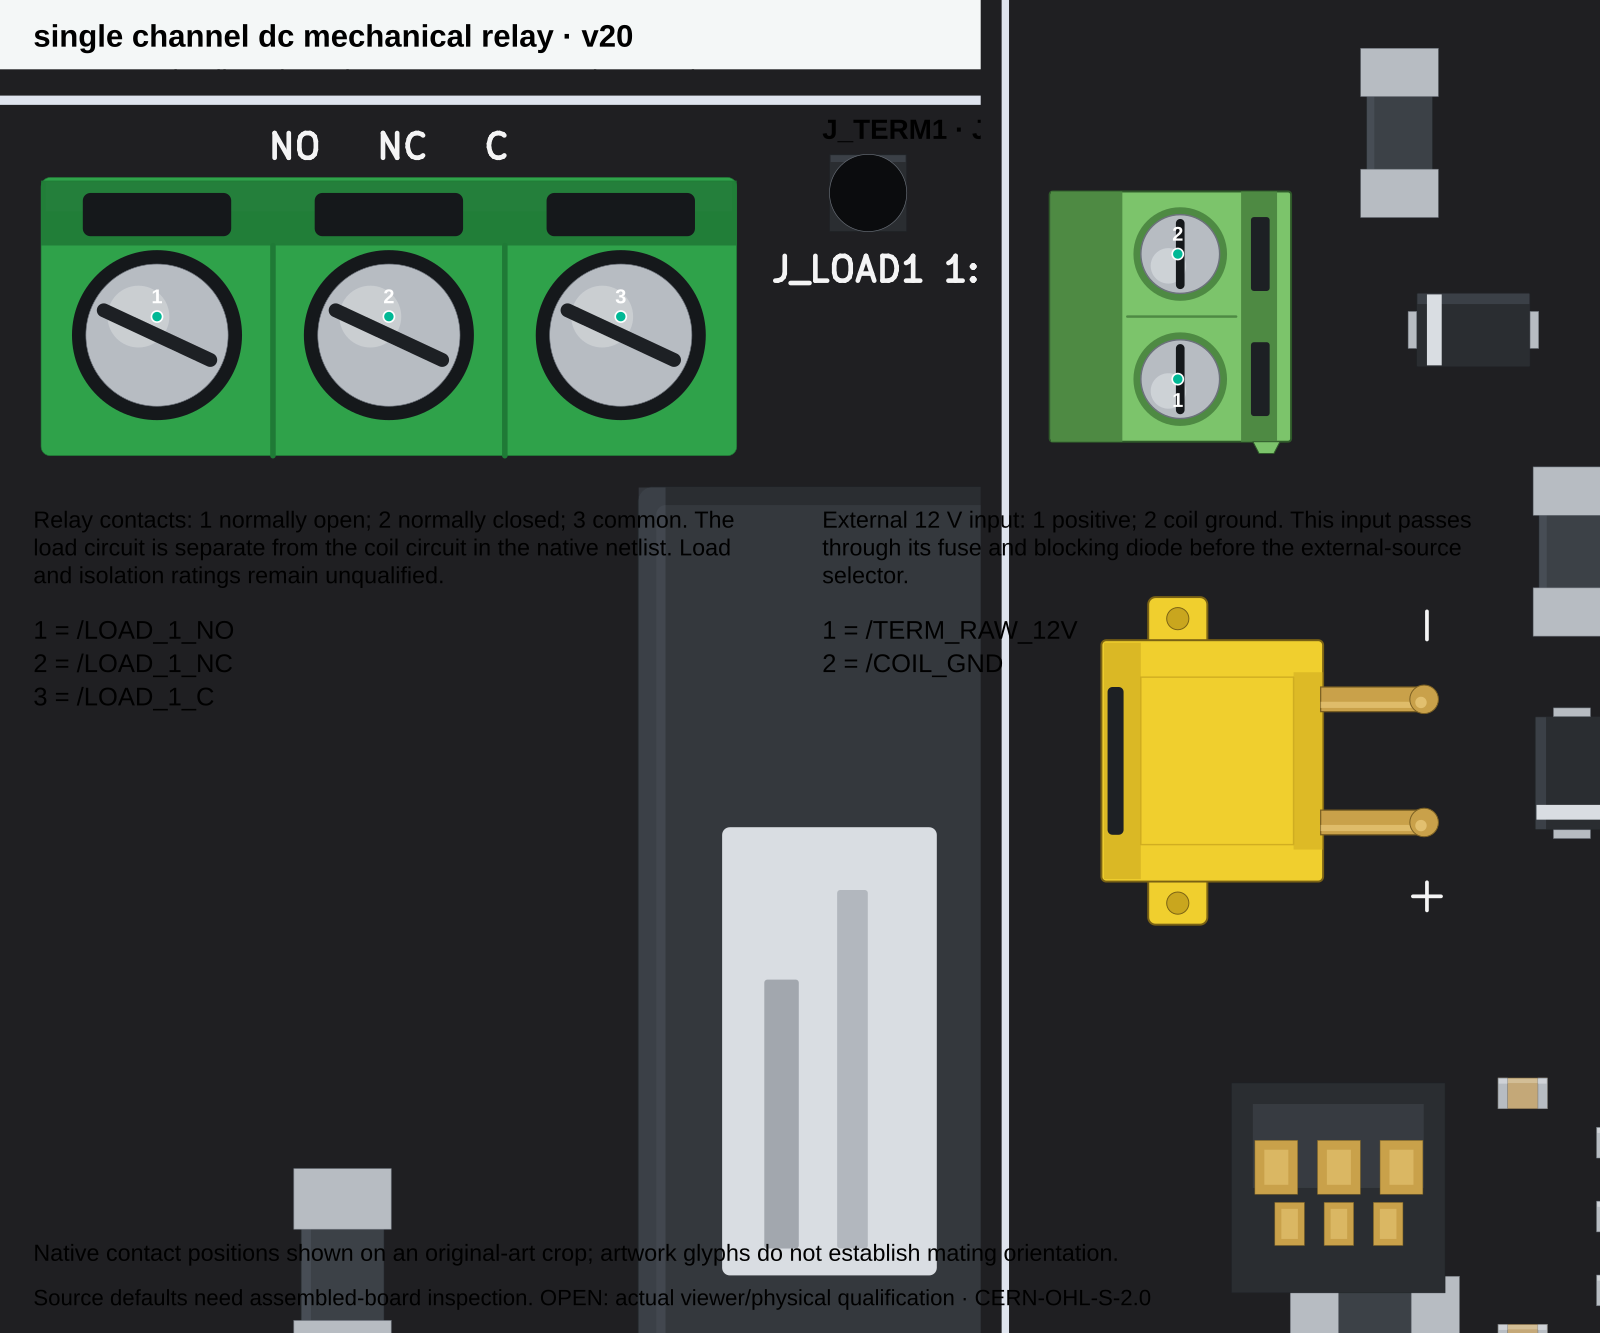 single channel dc mechanical relay · v20
J_TERM1 ·
NO NC C
J_LOAD1 1:
1 2 3
2
1
Relay contacts: 1 normally open; 2 normally closed; 3 common. The
load circuit is separate from the coil circuit in the native netlist. Load
and isolation ratings remain unqualified.
1 = /LOAD_1_NO
2 = /LOAD_1_NC
3 = /LOAD_1_C
External 12 V input: 1 positive; 2 coil ground. This input passes
through its fuse and blocking diode before the external-source
selector.
1 = /TERM_RAW_12V
2 = /COIL_GND
+
Native contact positions shown on an original-art crop; artwork glyphs do not establish mating orientation.
Source defaults need assembled-board inspection. OPEN: actual viewer/physical qualification · CERN-OHL-S-2.0